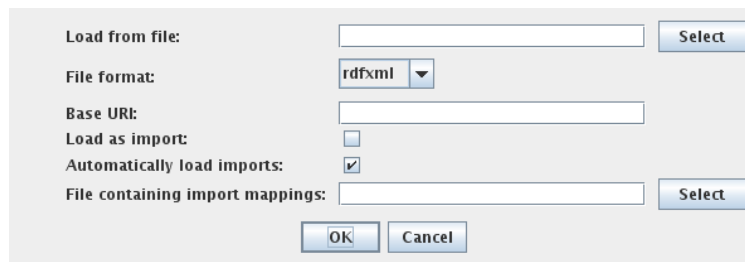 Load from file: Select
File format: rdfxml
Base URI:
Load as import:
Automatically load imports:
File containing import mappings: Select
OK Cancel